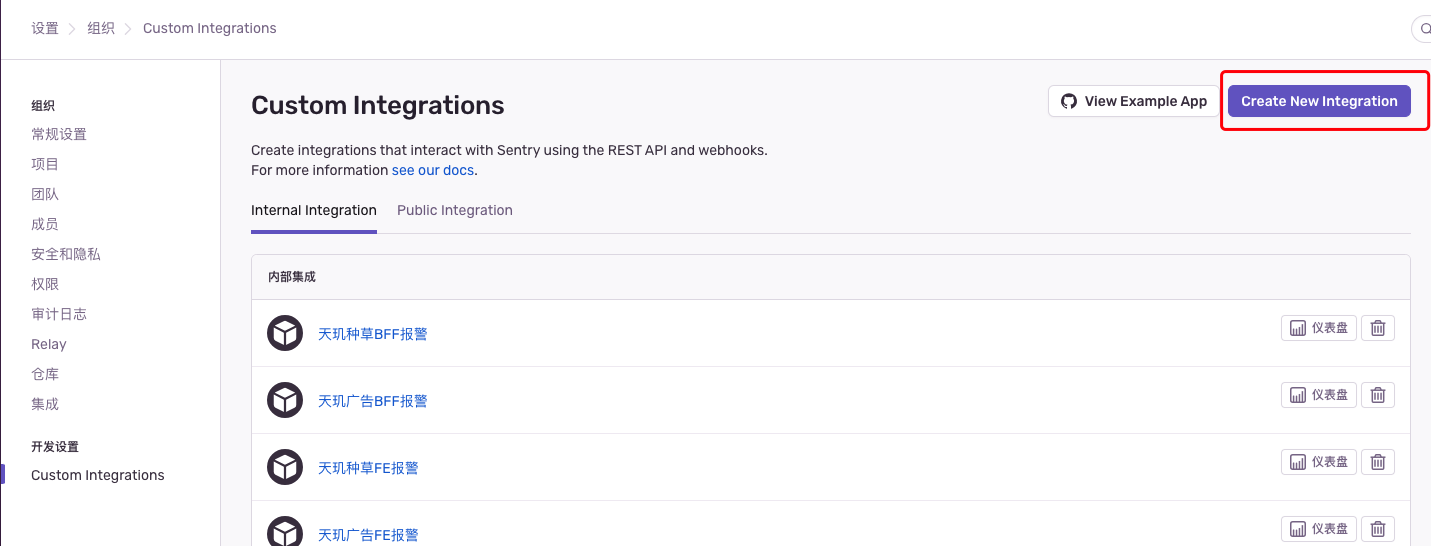 设置 组织 Custom Integrations
组织
常规设置
项目
团队
成员
安全和隐私
权限
审计日志
Relay
仓库
集成
开发设置
Custom Integrations
Custom Integrations
View Example App
Create New Integration
Create integrations that interact with Sentry using the REST API and webhooks.
For more information see our docs.
Internal Integration Public Integration
内部集成
天玑种草BFF报警 仪表盘
天玑广告BFF报警 仪表盘
天玑种草FE报警 仪表盘
天玑广告FE报警 仪表盘